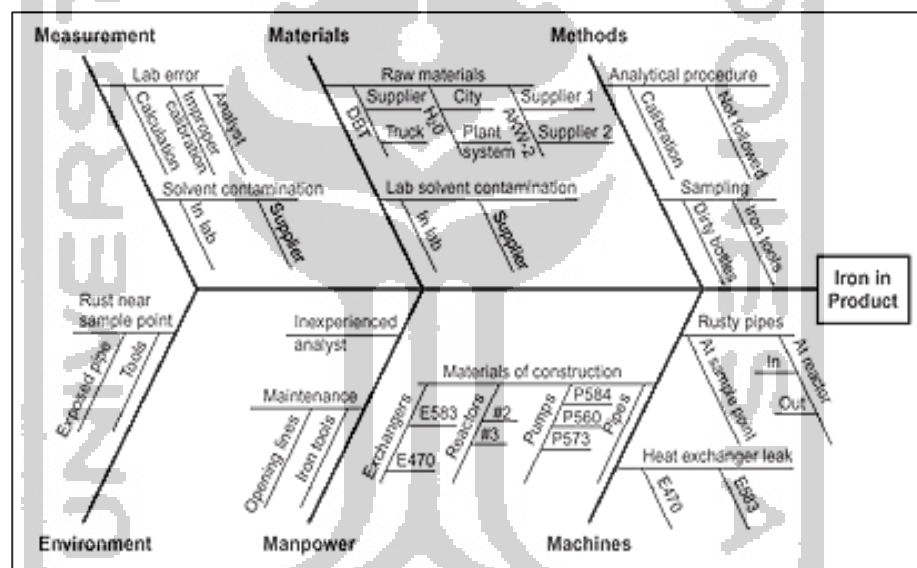 Measurement
Materials
Methods
Lab error
Calculation
Improper
calibration
Analyst
Solvent contamination
In lab
Supplier
Raw materials
DBT
Supplier
Truck
H20
City
Plant
system
AKW-2
Supplier 1
Supplier 2
Lab solvent contamination
In lab
Supplier
Analytical procedure
Calibration
Not followed
Sampling
Dirty bottles
Iron tools
Iron in
Product
Rust near
sample point
Exposed pipe
Tools
Inexperienced
analyst
Maintenance
Opening lines
Iron tools
Materials of construction
Exchangers
E583
E470
Reactors
#2
#3
Pumps
P584
P560
P573
Pipes
Rusty pipes
At sample point
At reactor
In
Out
Heat exchanger leak
E470
E583
Environment
Manpower
Machines